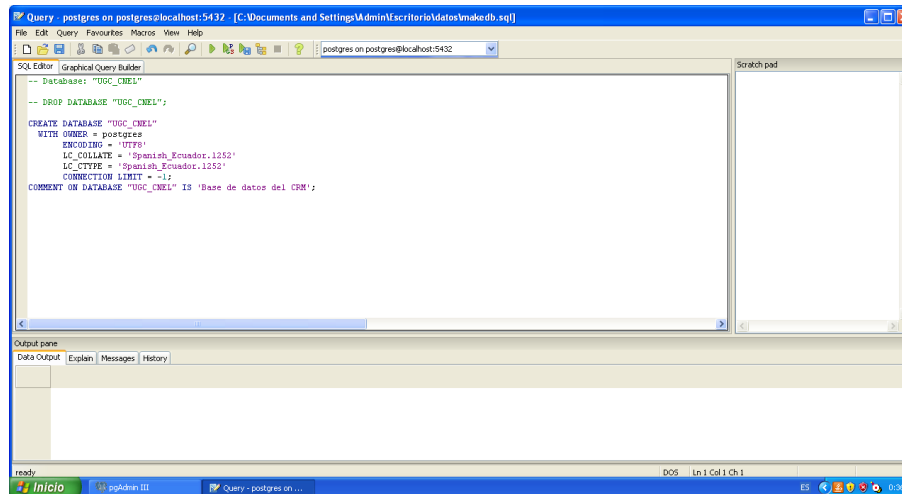 Query - postgres on postgres@localhost:5432 - [C:\Documents and Settings\Admin\Escritorio\datos\makedb.sql]
File Edit Query Favourites Macros View Help
postgres on postgres@localhost:5432
SQL Editor Graphical Query Builder
Scratch pad
-- Database: "UGC_CNEL"
-- DROP DATABASE "UGC_CNEL";
CREATE DATABASE "UGC_CNEL"
WITH OWNER = postgres
ENCODING = 'UTF8'
LC_COLLATE = 'Spanish_Ecuador.1252'
LC_CTYPE = 'Spanish_Ecuador.1252'
CONNECTION LIMIT = -1;
COMMENT ON DATABASE "UGC_CNEL" IS 'Base de datos del CRM';
Output pane
Data Output Explain Messages History
ready
DOS Ln 1 Col 1 Ch 1
Inicio pgAdmin III Query - postgres on ... ES